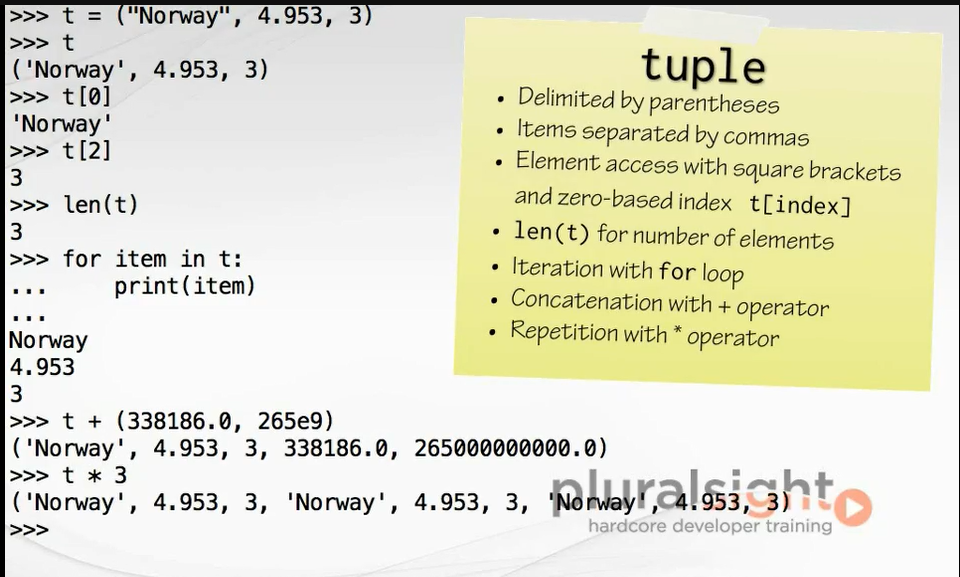 >>> t = ("Norway", 4.953, 3)
>>> t
('Norway', 4.953, 3)
>>> t[0]
'Norway'
>>> t[2]
3
>>> len(t)
3
>>> for item in t:
...     print(item)
...
Norway
4.953
3
>>> t + (338186.0, 265e9)
('Norway', 4.953, 3, 338186.0, 265000000000.0)
>>> t * 3
('Norway', 4.953, 3, 'Norway', 4.953, 3, 'Norway', 4.953, 3)
>>>
tuple
• Delimited by parentheses
• Items separated by commas
• Element access with square brackets
and zero-based index t[index]
• len(t) for number of elements
• Iteration with for loop
• Concatenation with + operator
• Repetition with * operator
pluralsight
hardcore developer training